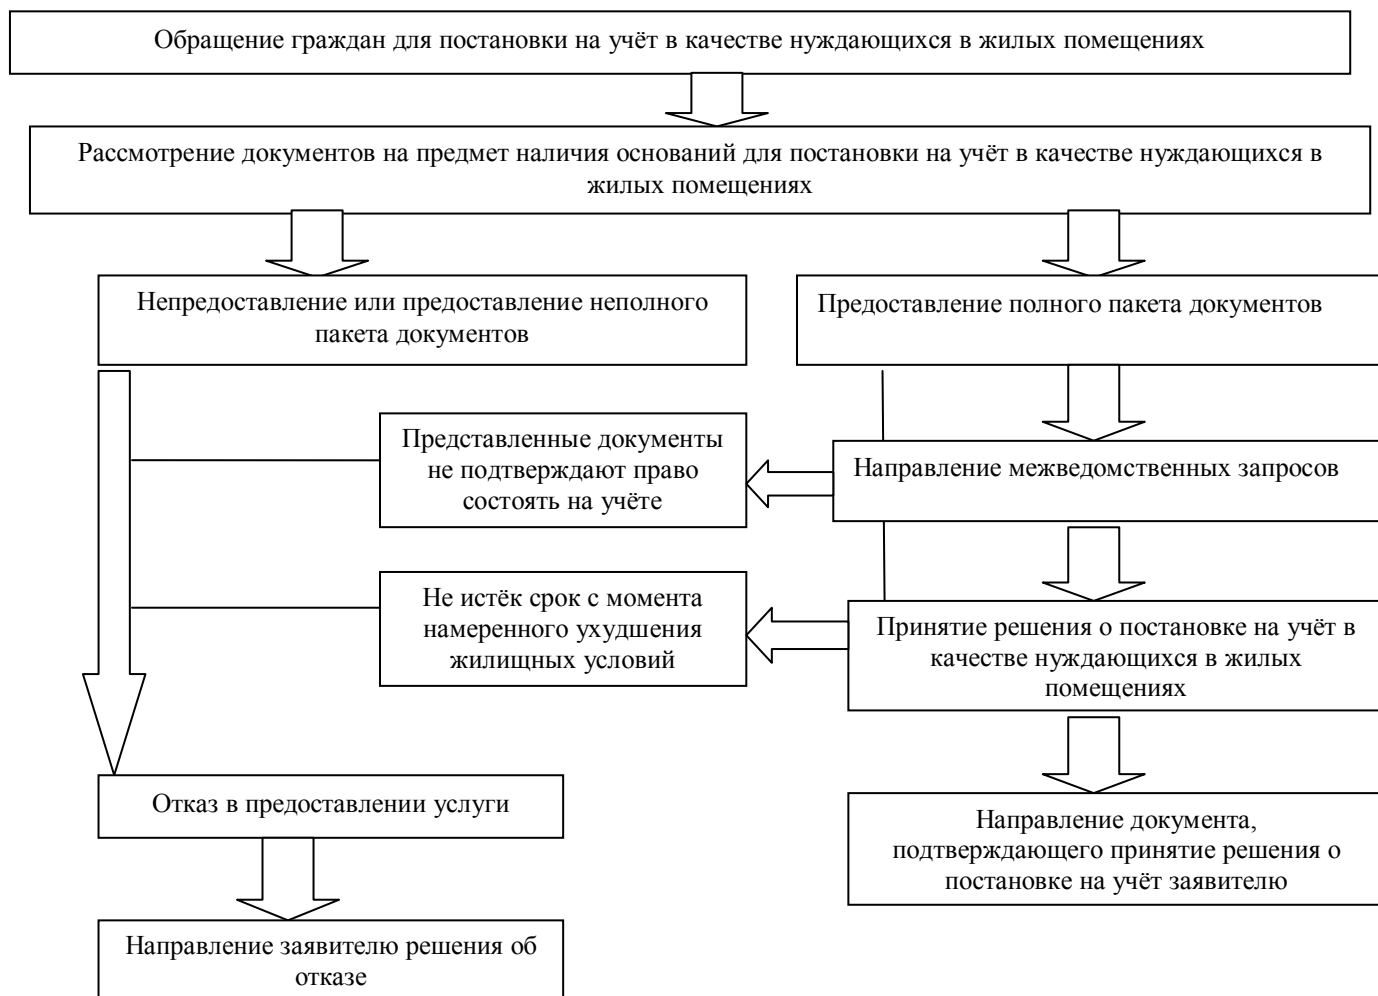 Обращение граждан для постановки на учёт в качестве нуждающихся в жилых помещениях
Рассмотрение документов на предмет наличия оснований для постановки на учёт в качестве нуждающихся в
жилых помещениях
Непредоставление или предоставление неполного
пакета документов
Предоставление полного пакета документов
Представленные документы
не подтверждают право
состоять на учёте
Направление межведомственных запросов
Не истёк срок с момента
намеренного ухудшения
жилищных условий
Принятие решения о постановке на учёт в
качестве нуждающихся в жилых
помещениях
Отказ в предоставлении услуги
Направление документа,
подтверждающего принятие решения о
постановке на учёт заявителю
Направление заявителю решения об
отказе